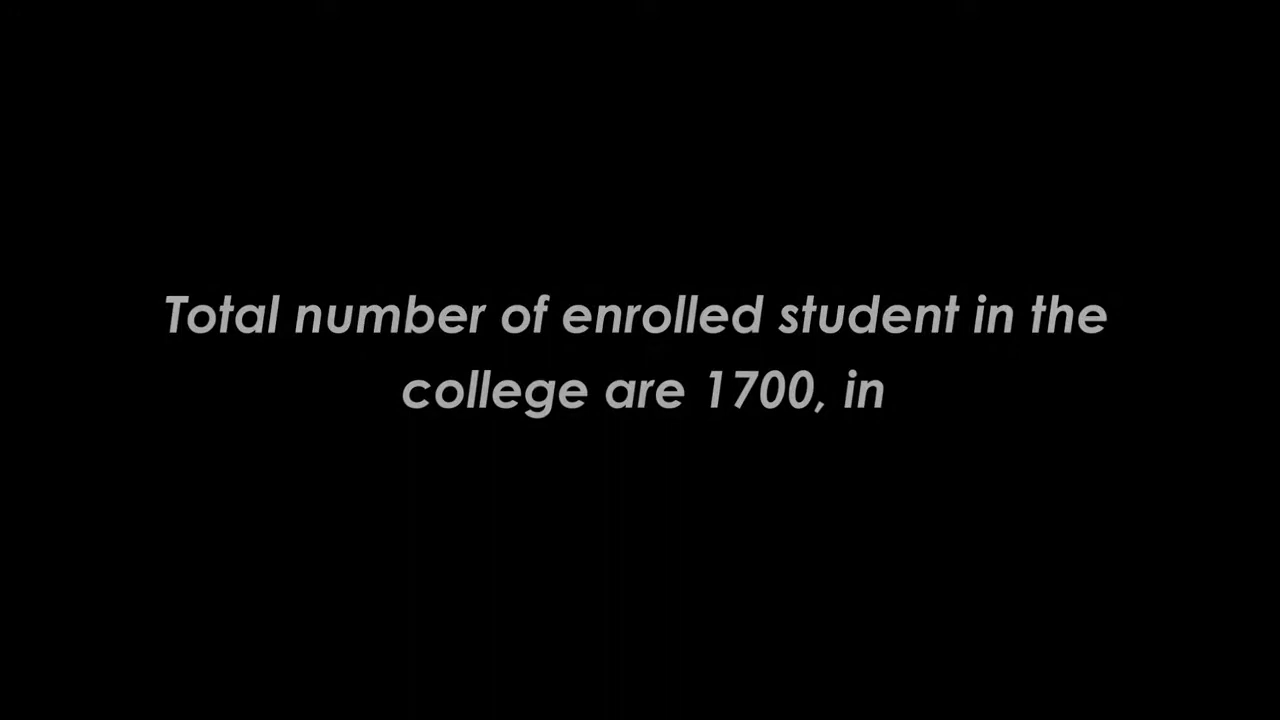 Total number of enrolled student in the
college are 1700, in